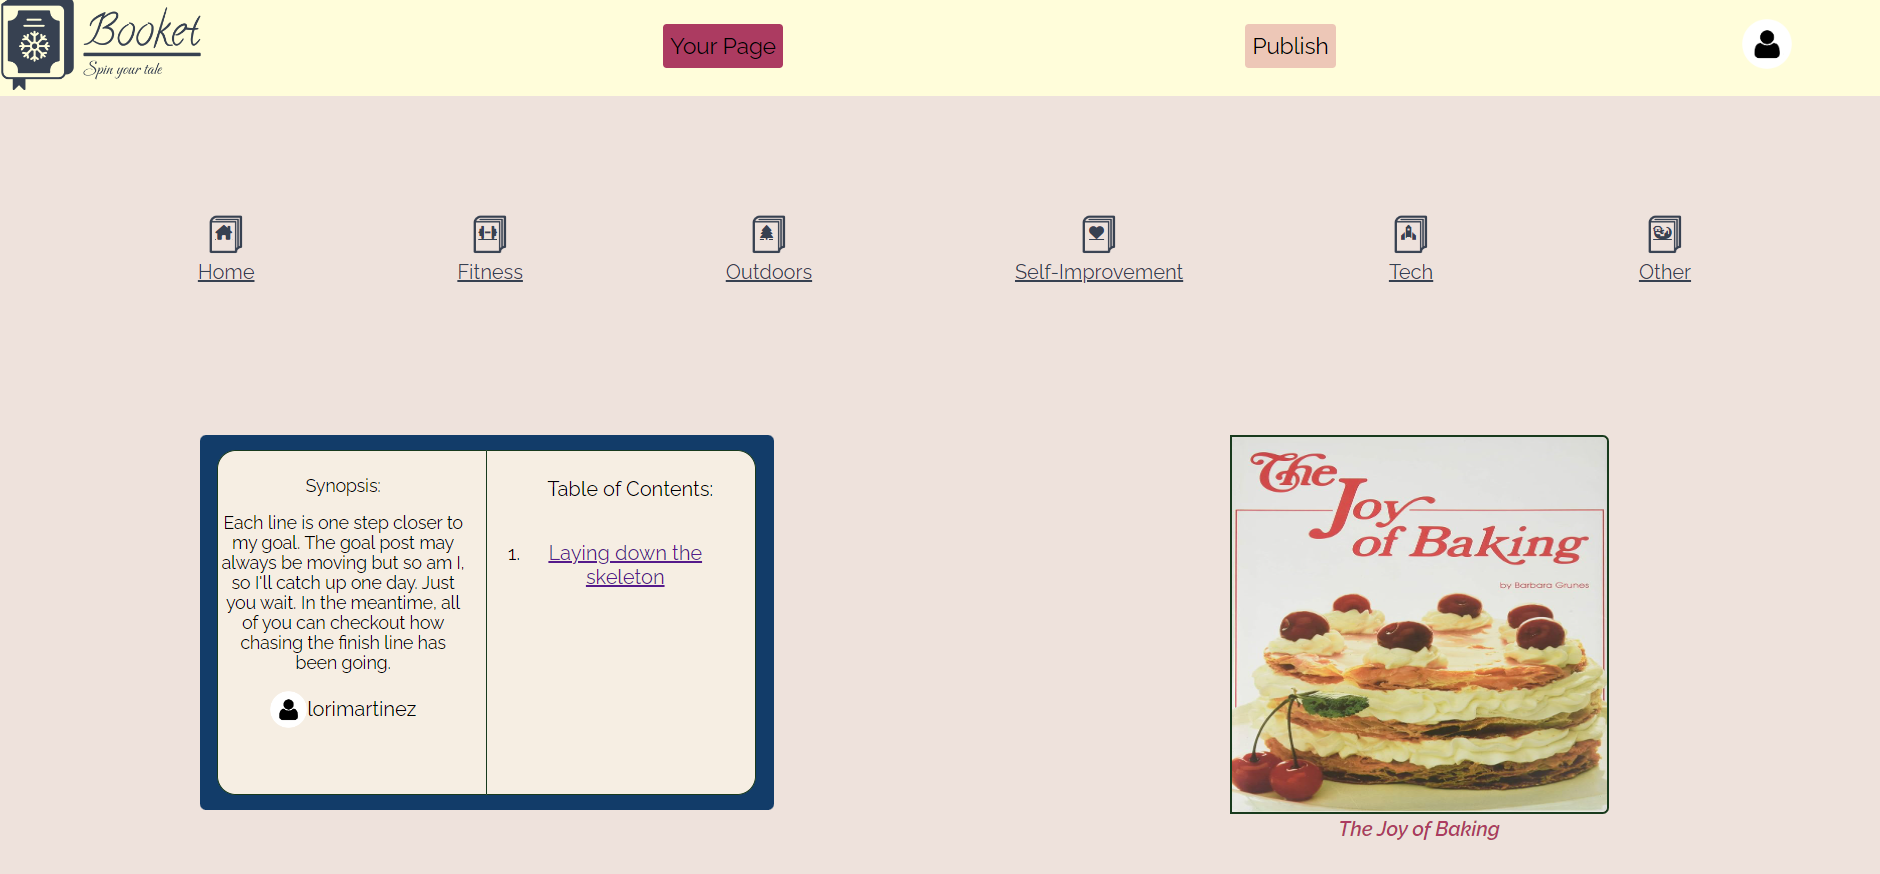 Booket
Spin your tale
Your Page
Publish
Home
Fitness
Outdoors
Self-Improvement
Tech
Other
Synopsis:
Each line is one step closer to
my goal. The goal post may
always be moving but so am I,
so I'll catch up one day. Just
you wait. In the meantime, all
of you can checkout how
chasing the finish line has
been going.
lorimartinez
Table of Contents:
1. Laying down the
skeleton
The
Joy
of Baking
by Barbara Grunes
The Joy of Baking